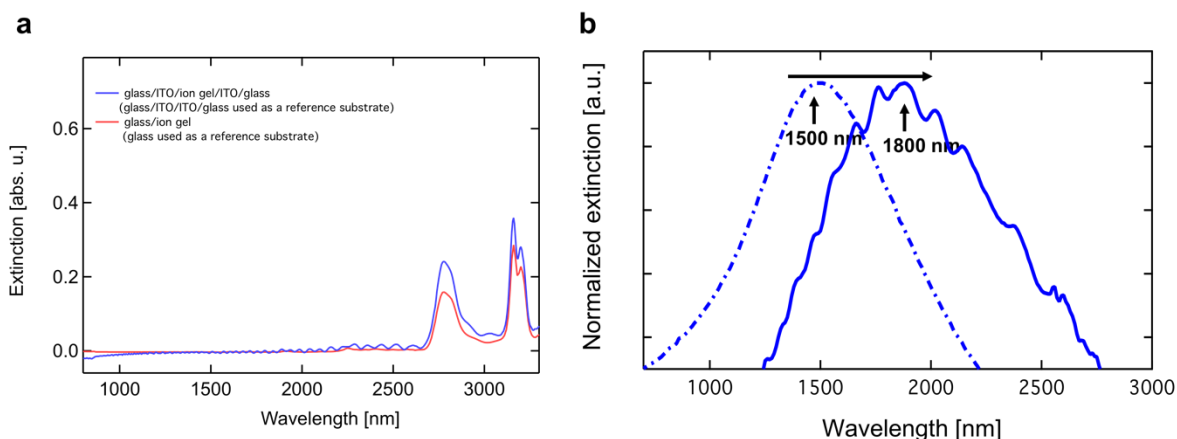 a
0.6
0.4
0.2
0.0
Extinction [abs. u.]
glass/ITO/ion gel/ITO/glass
(glass/ITO/ITO/glass used as a reference substrate)
glass/ion gel
(glass used as a reference substrate)
1000 1500 2000 2500 3000
Wavelength [nm]
b
Normalized extinction [a.u.]
1500 nm
1800 nm
1000 1500 2000 2500 3000
Wavelength [nm]